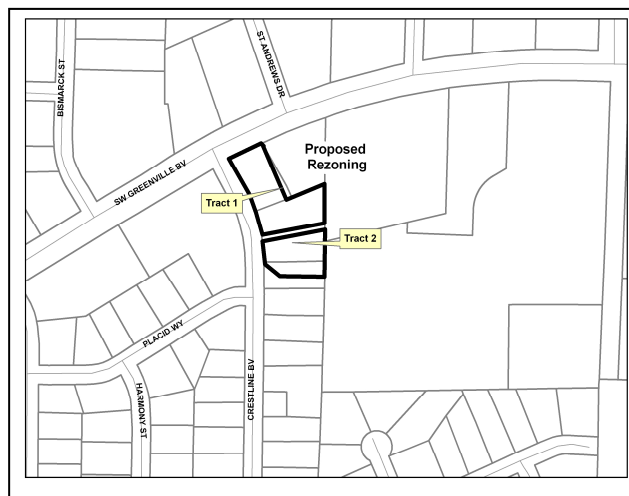 BISMARCK ST
ST ANDREWS DR
SW GREENVILLE BV
Proposed
Rezoning
Tract 1
Tract 2
PLACID WY
HARMONY ST
CRESTLINE BV